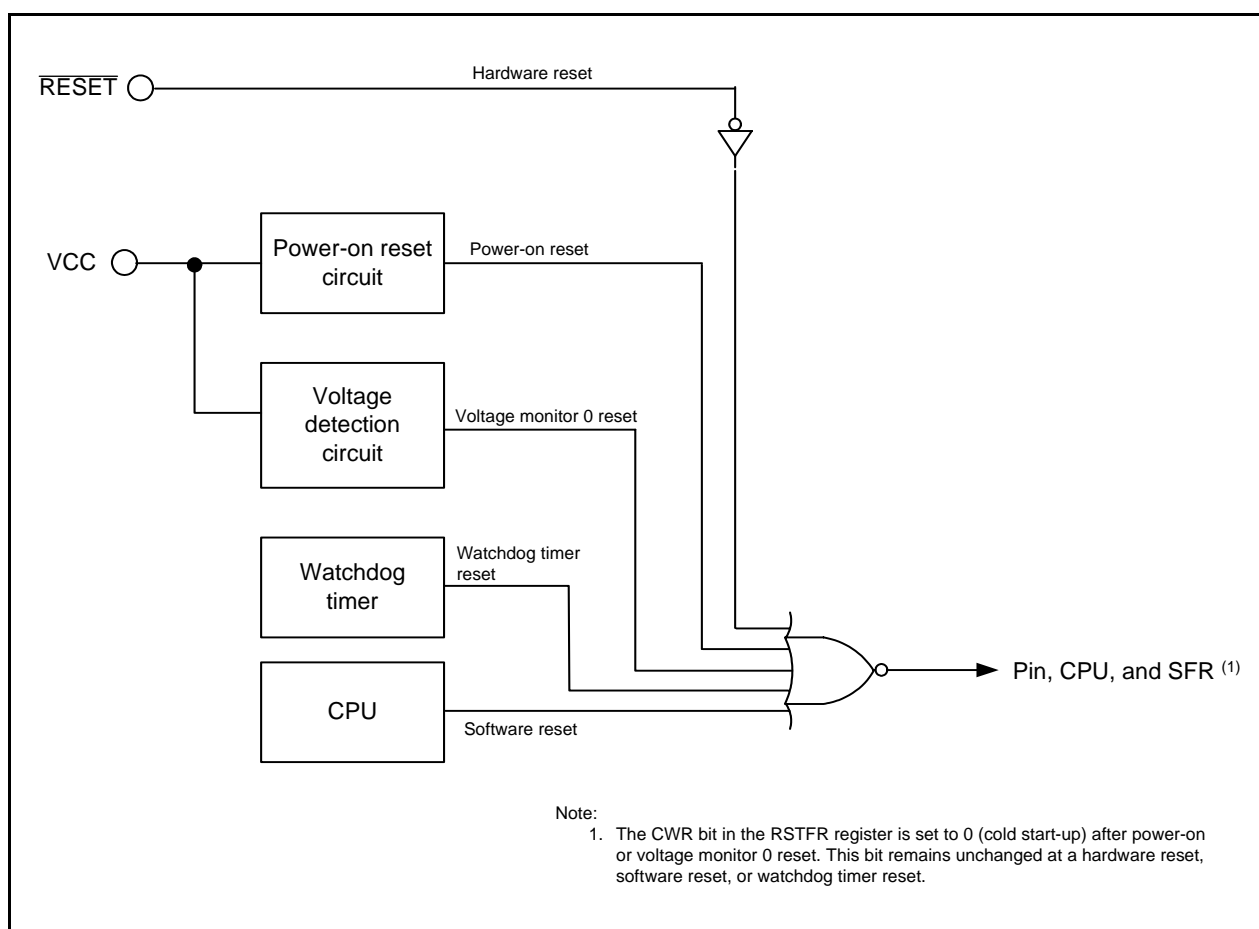 Hardware reset
RESET
Power-on reset
circuit
Power-on reset
VCC
Voltage
detection
circuit
Voltage monitor 0 reset
Watchdog
timer
Watchdog timer
reset
Pin, CPU, and SFR (1)
CPU
Software reset
Note:
1. The CWR bit in the RSTFR register is set to 0 (cold start-up) after power-on
or voltage monitor 0 reset. This bit remains unchanged at a hardware reset,
software reset, or watchdog timer reset.